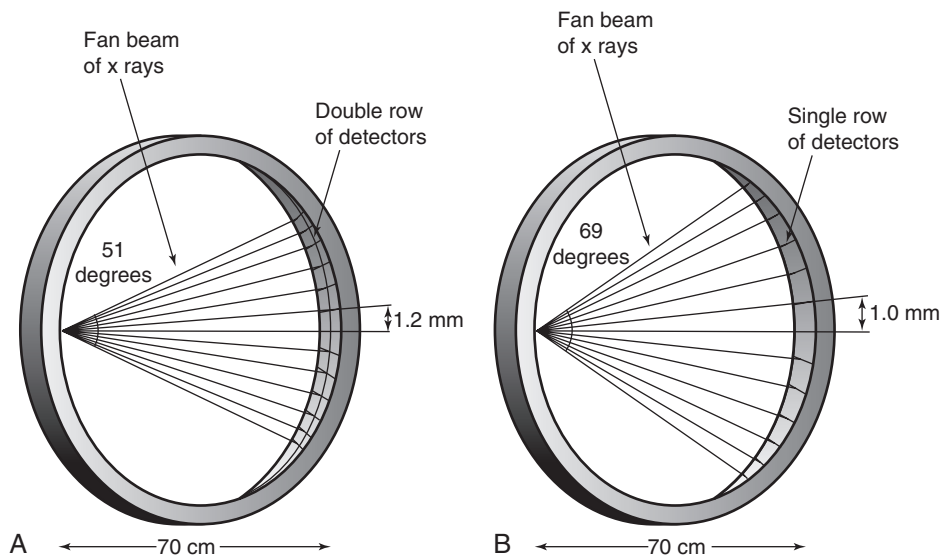 Fan beam
of x rays
Double row
of detectors
51
degrees
1.2 mm
A
70 cm
Fan beam
of x rays
Single row
of detectors
69
degrees
1.0 mm
B
70 cm